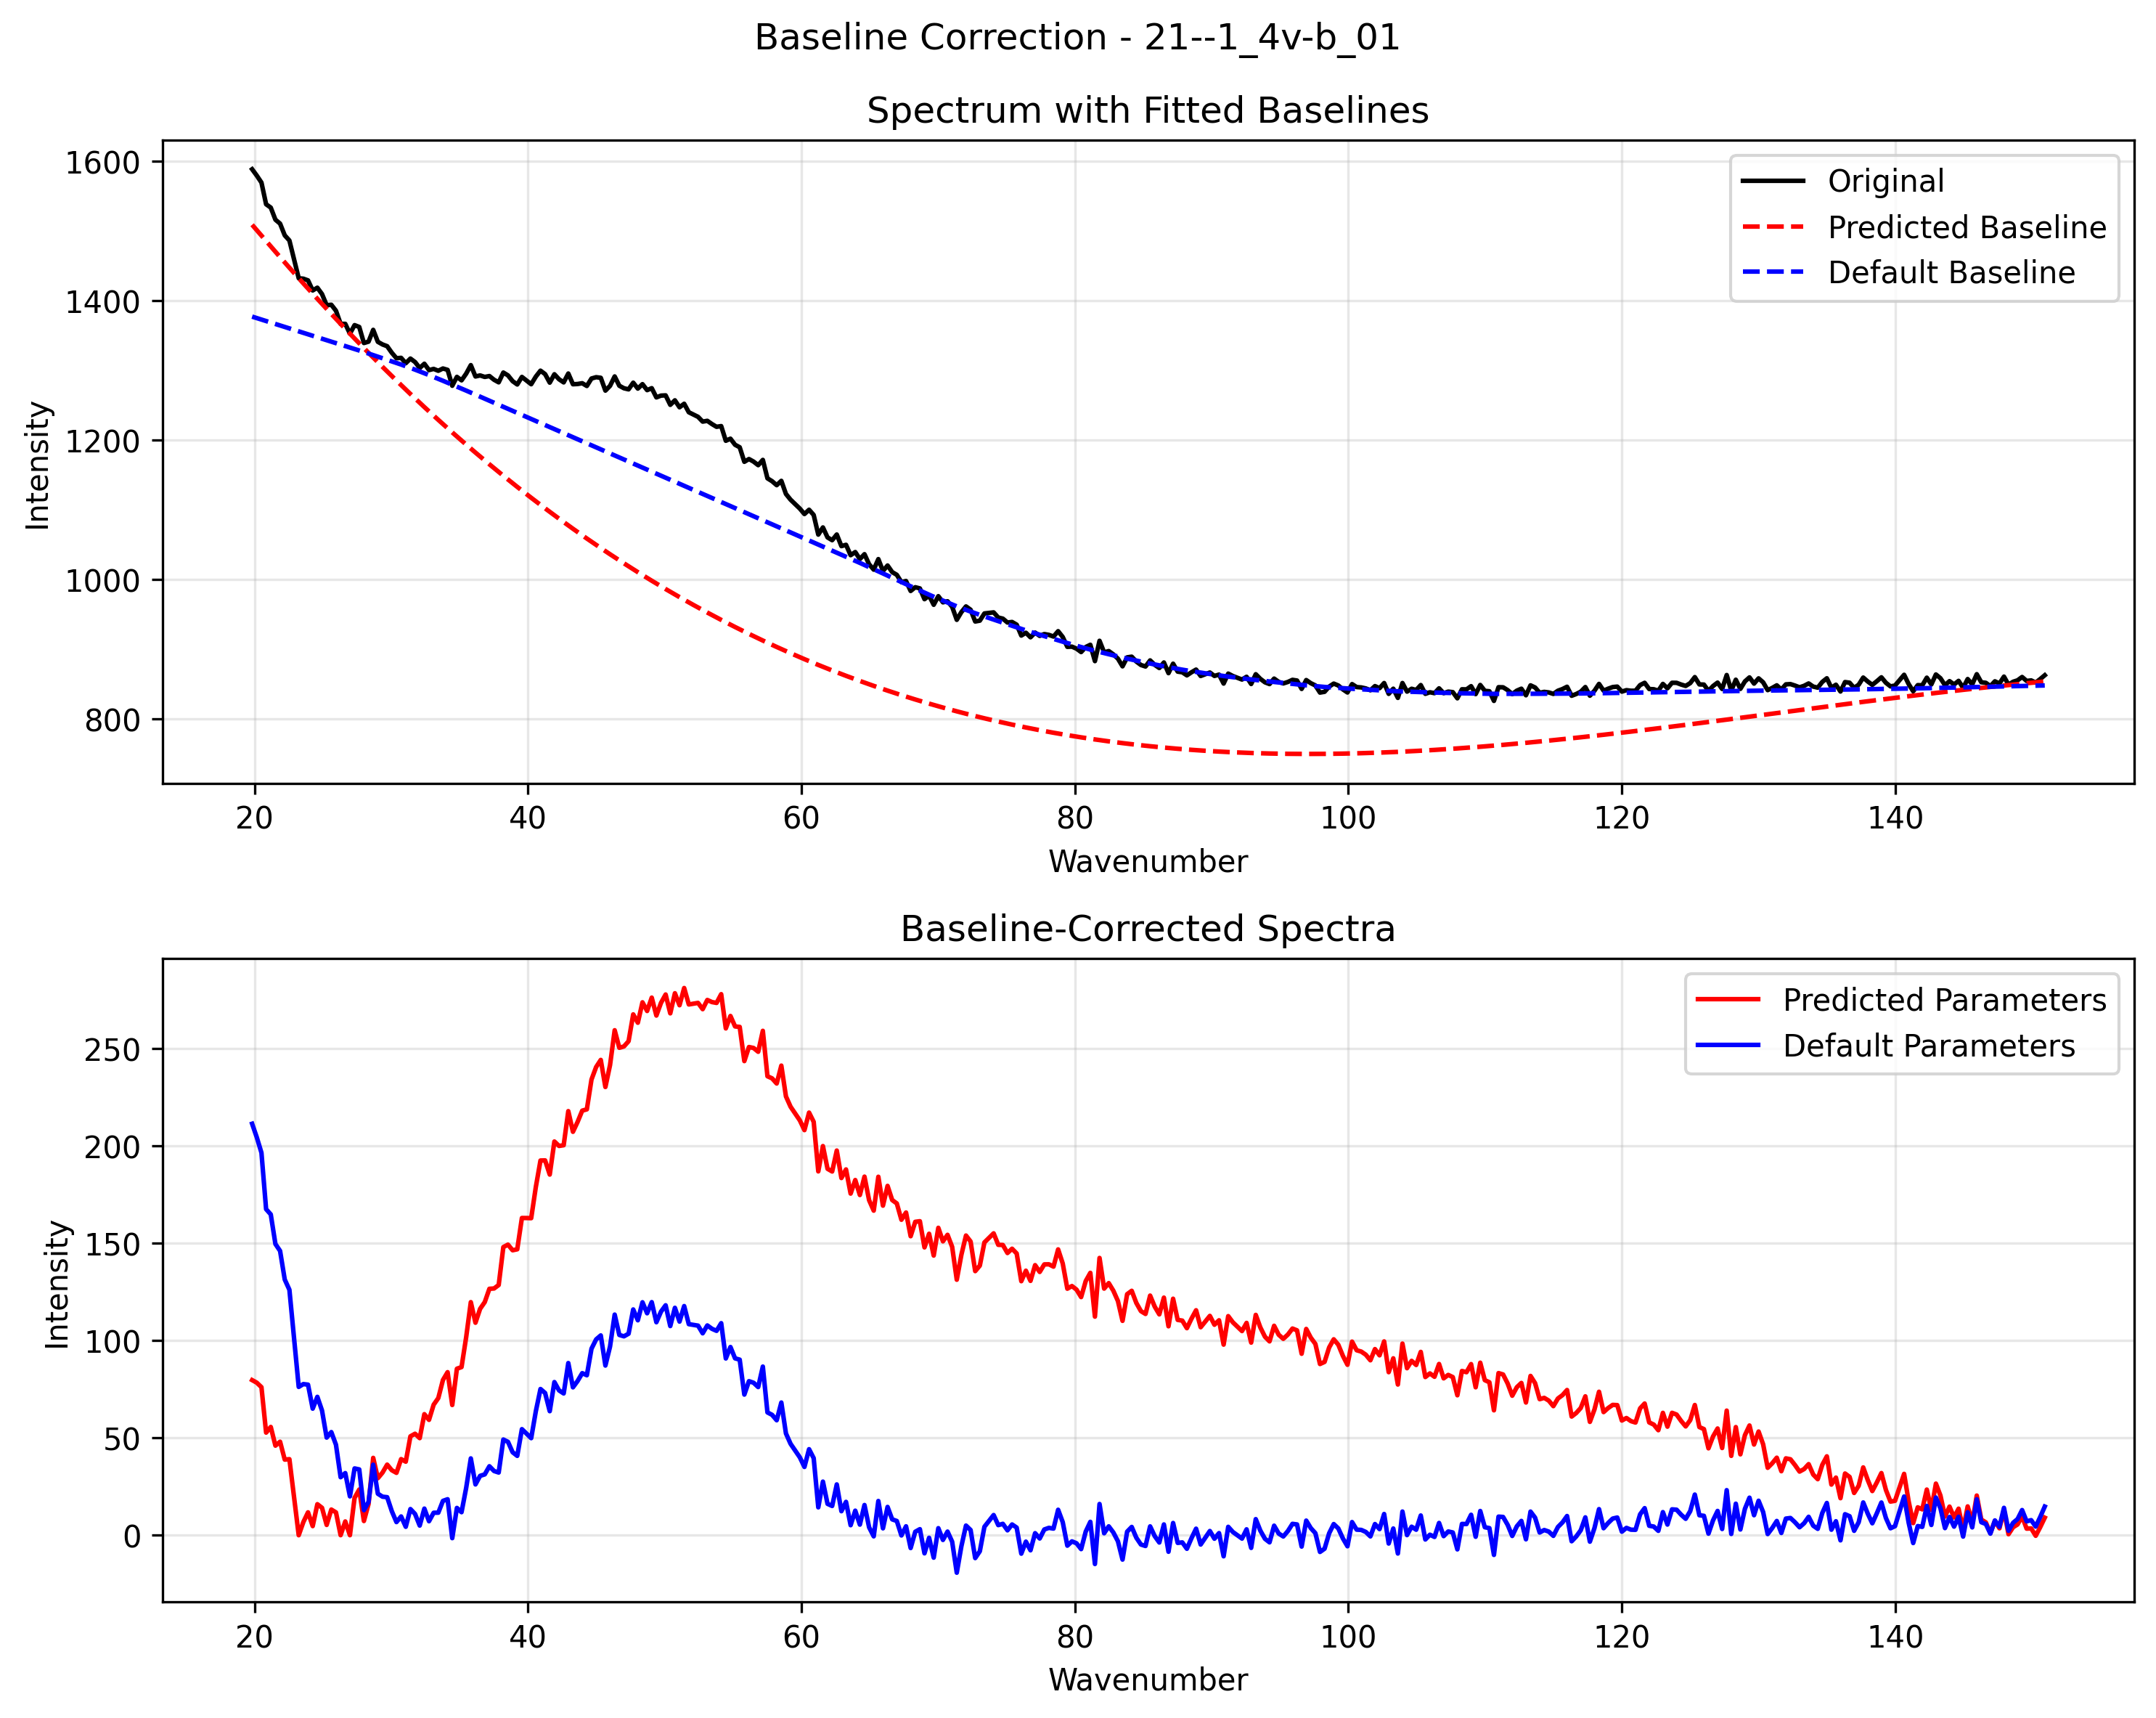 Baseline Correction - 21--1_4v-b_01
Spectrum with Fitted Baselines
1600
1400
1200
1000
800
Intensity
Original
Predicted Baseline
Default Baseline
20 40 60 80 100 120 140
Wavenumber
Baseline-Corrected Spectra
250
200
150
100
50
0
Intensity
Predicted Parameters
Default Parameters
20 40 60 80 100 120 140
Wavenumber